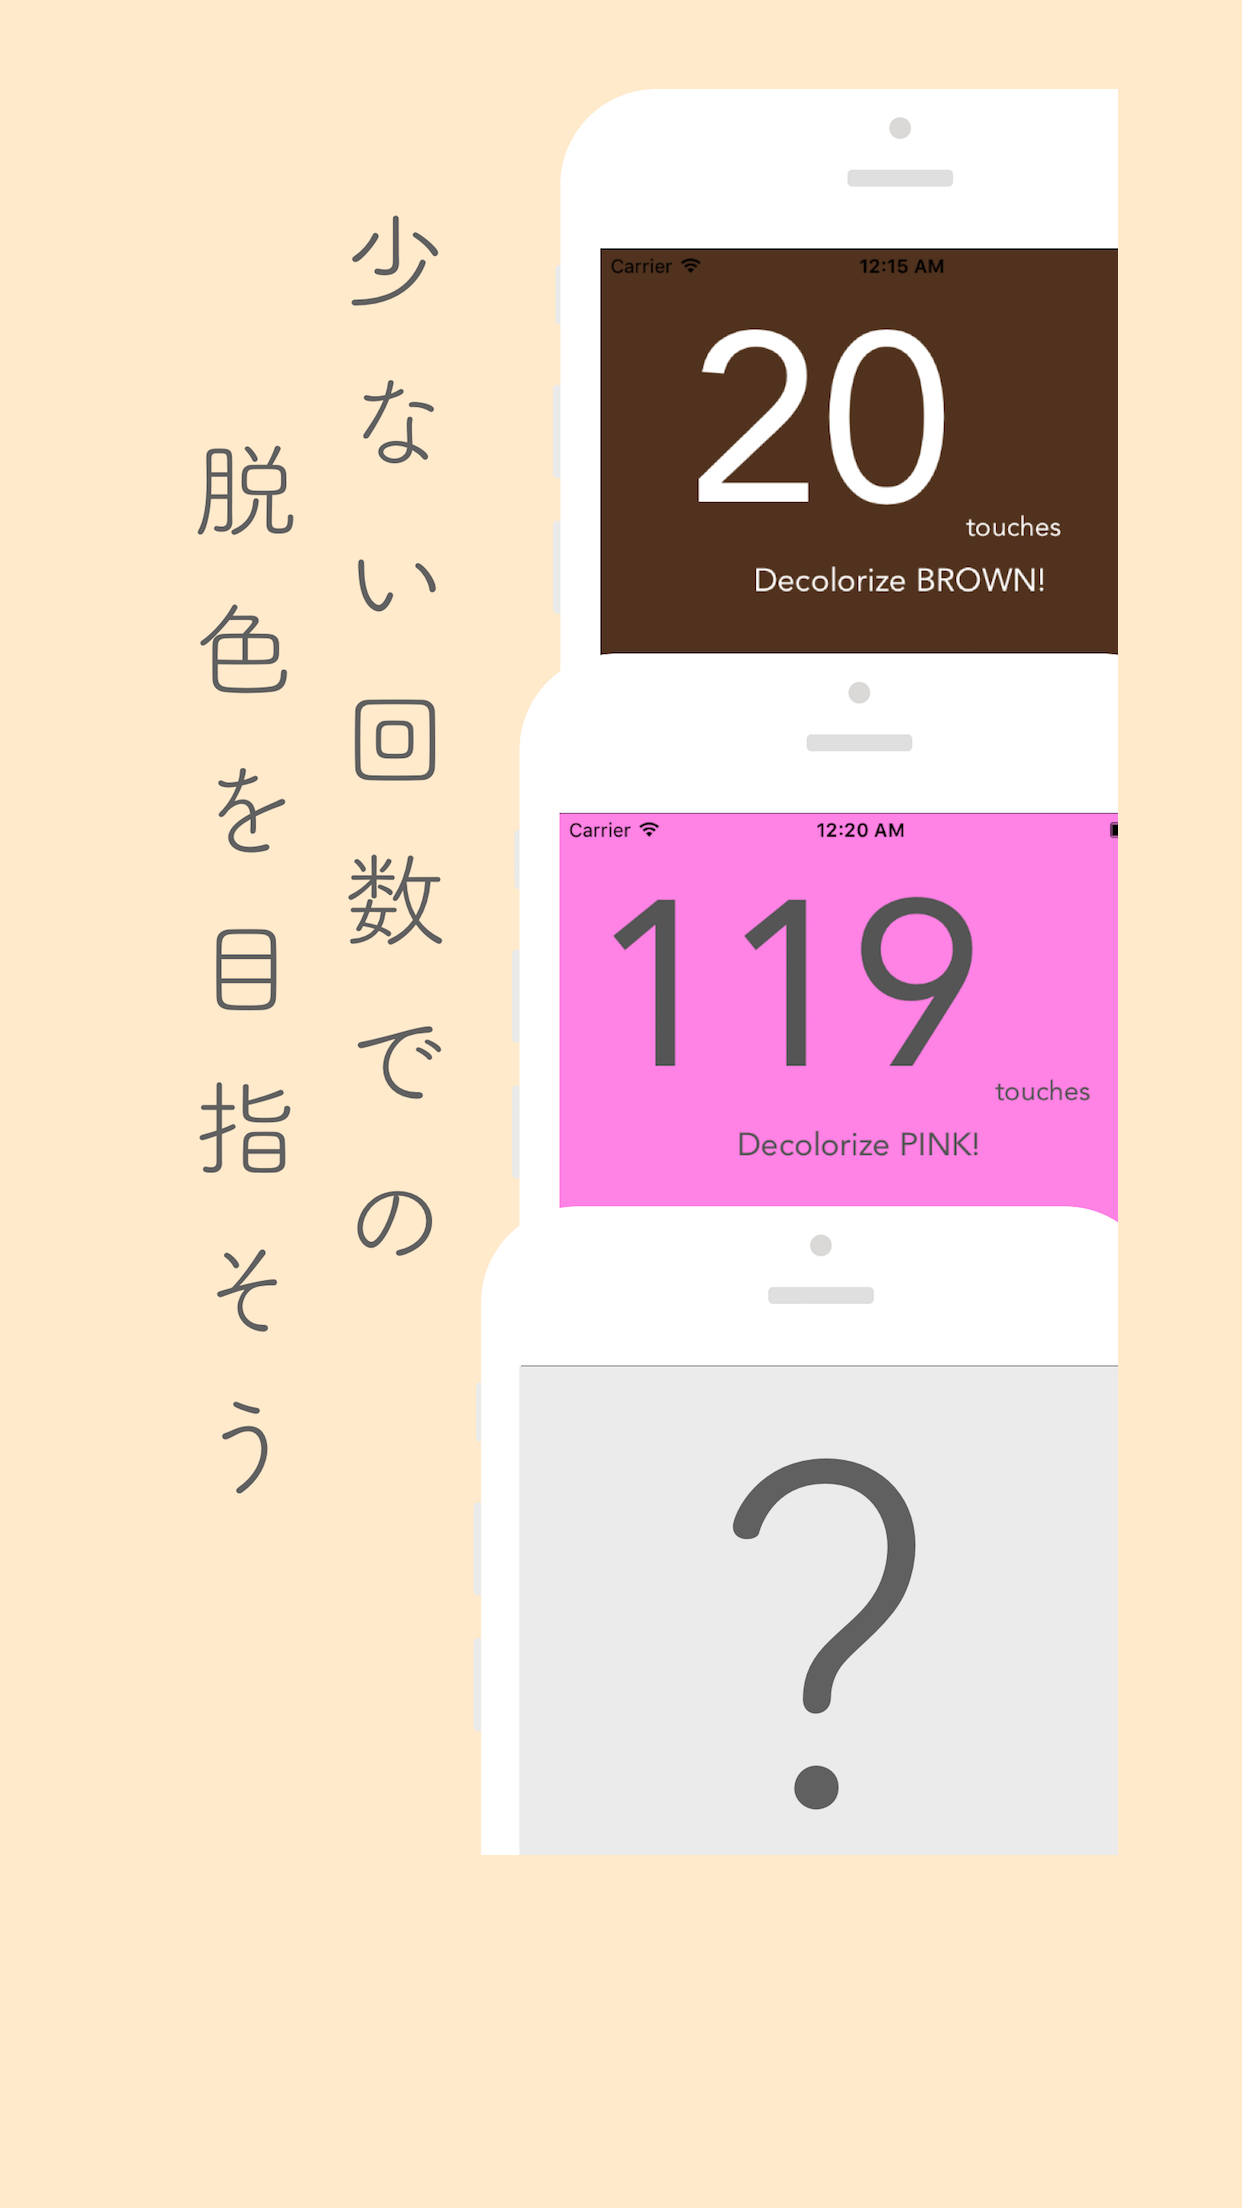 少ない回数での
脱色を目指そう
Carrier 12:15 AM
20
touches
Decolorize BROWN!
Carrier 12:20 AM
119
touches
Decolorize PINK!
?